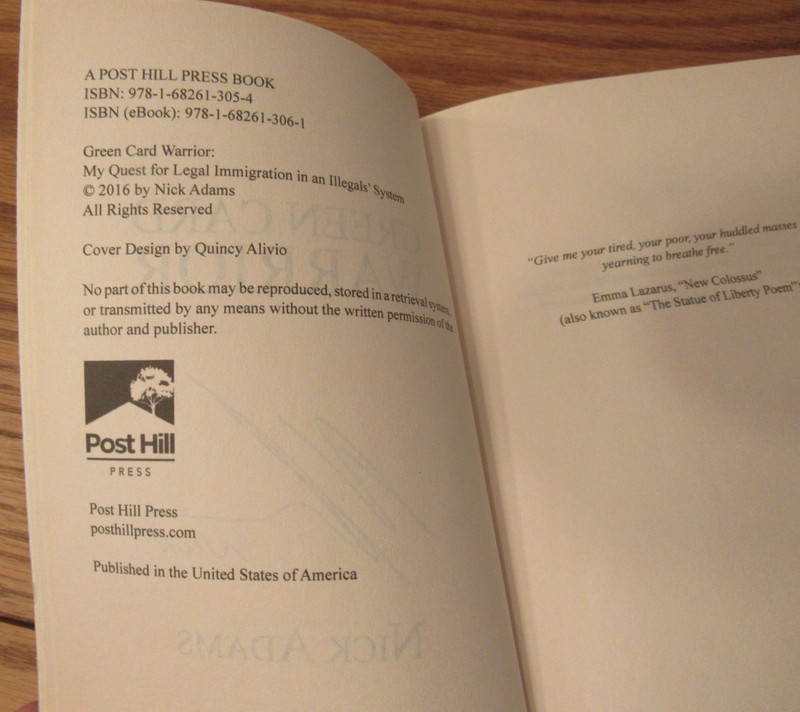 A POST HILL PRESS BOOK
ISBN: 978-1-68261-305-4
ISBN (eBook): 978-1-68261-306-1
Green Card Warrior:
My Quest for Legal Immigration in an Illegals' System
© 2016 by Nick Adams
All Rights Reserved
Cover Design by Quincy Alivio
No part of this book may be reproduced, stored in a retrieval system,
or transmitted by any means without the written permission of the
author and publisher.
Post Hill
PRESS
Post Hill Press
posthillpress.com
Published in the United States of America
NICK ADAMS
"Give me your tired, your poor, your huddled masses
yearning to breathe free."
Emma Lazarus, "New Colossus"
(also known as "The Statue of Liberty Poem")